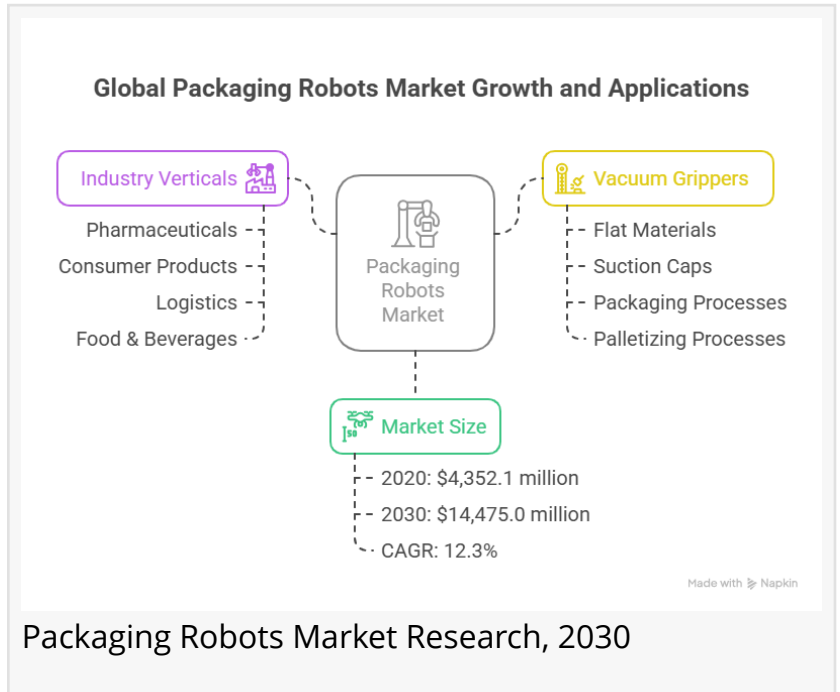 Global Packaging Robots Market Growth and Applications
Industry Verticals
Pharmaceuticals
Consumer Products
Logistics
Food & Beverages
Packaging
Robots
Market
Vacuum Grippers
Flat Materials
Suction Caps
Packaging Processes
Palletizing Processes
50
Market Size
2020: $4,352.1 million
2030: $14,475.0 million
CAGR: 12.3%
Made with Napkin
Packaging Robots Market Research, 2030